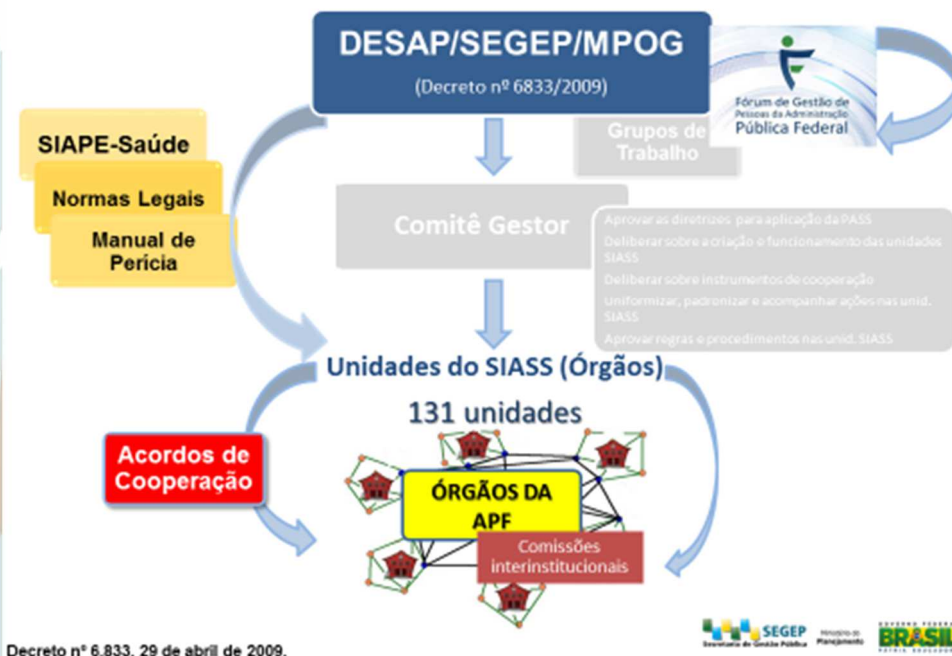 DESAP/SEGEP/MPOG
(Decreto nº 6833/2009)
Fórum de Gestão de
Pessoas da Administração
Pública Federal
SIAPE-Saúde
Normas Legais
Manual de
Perícia
Grupos de
Trabalho
Comitê Gestor
Aprovar as diretrizes para aplicação da PASS
Deliberar sobre a criação e funcionamento das unidades
SIASS
Deliberar sobre instrumentos de cooperação
Uniformizar, padronizar e acompanhar ações nas unid.
SIASS
Aprovar regras e procedimentos nas unid. SIASS
Unidades do SIASS (Órgãos)
131 unidades
Acordos de
Cooperação
ÓRGÃOS DA
APF
Comissões
interinstitucionais
SEGEP
Secretaria de Gestão Pública
Ministério do
Planejamento
GOVERNO FEDERAL
BRASIL
PÁTRIA EDUCADORA
Decreto nº 6.833, 29 de abril de 2009.